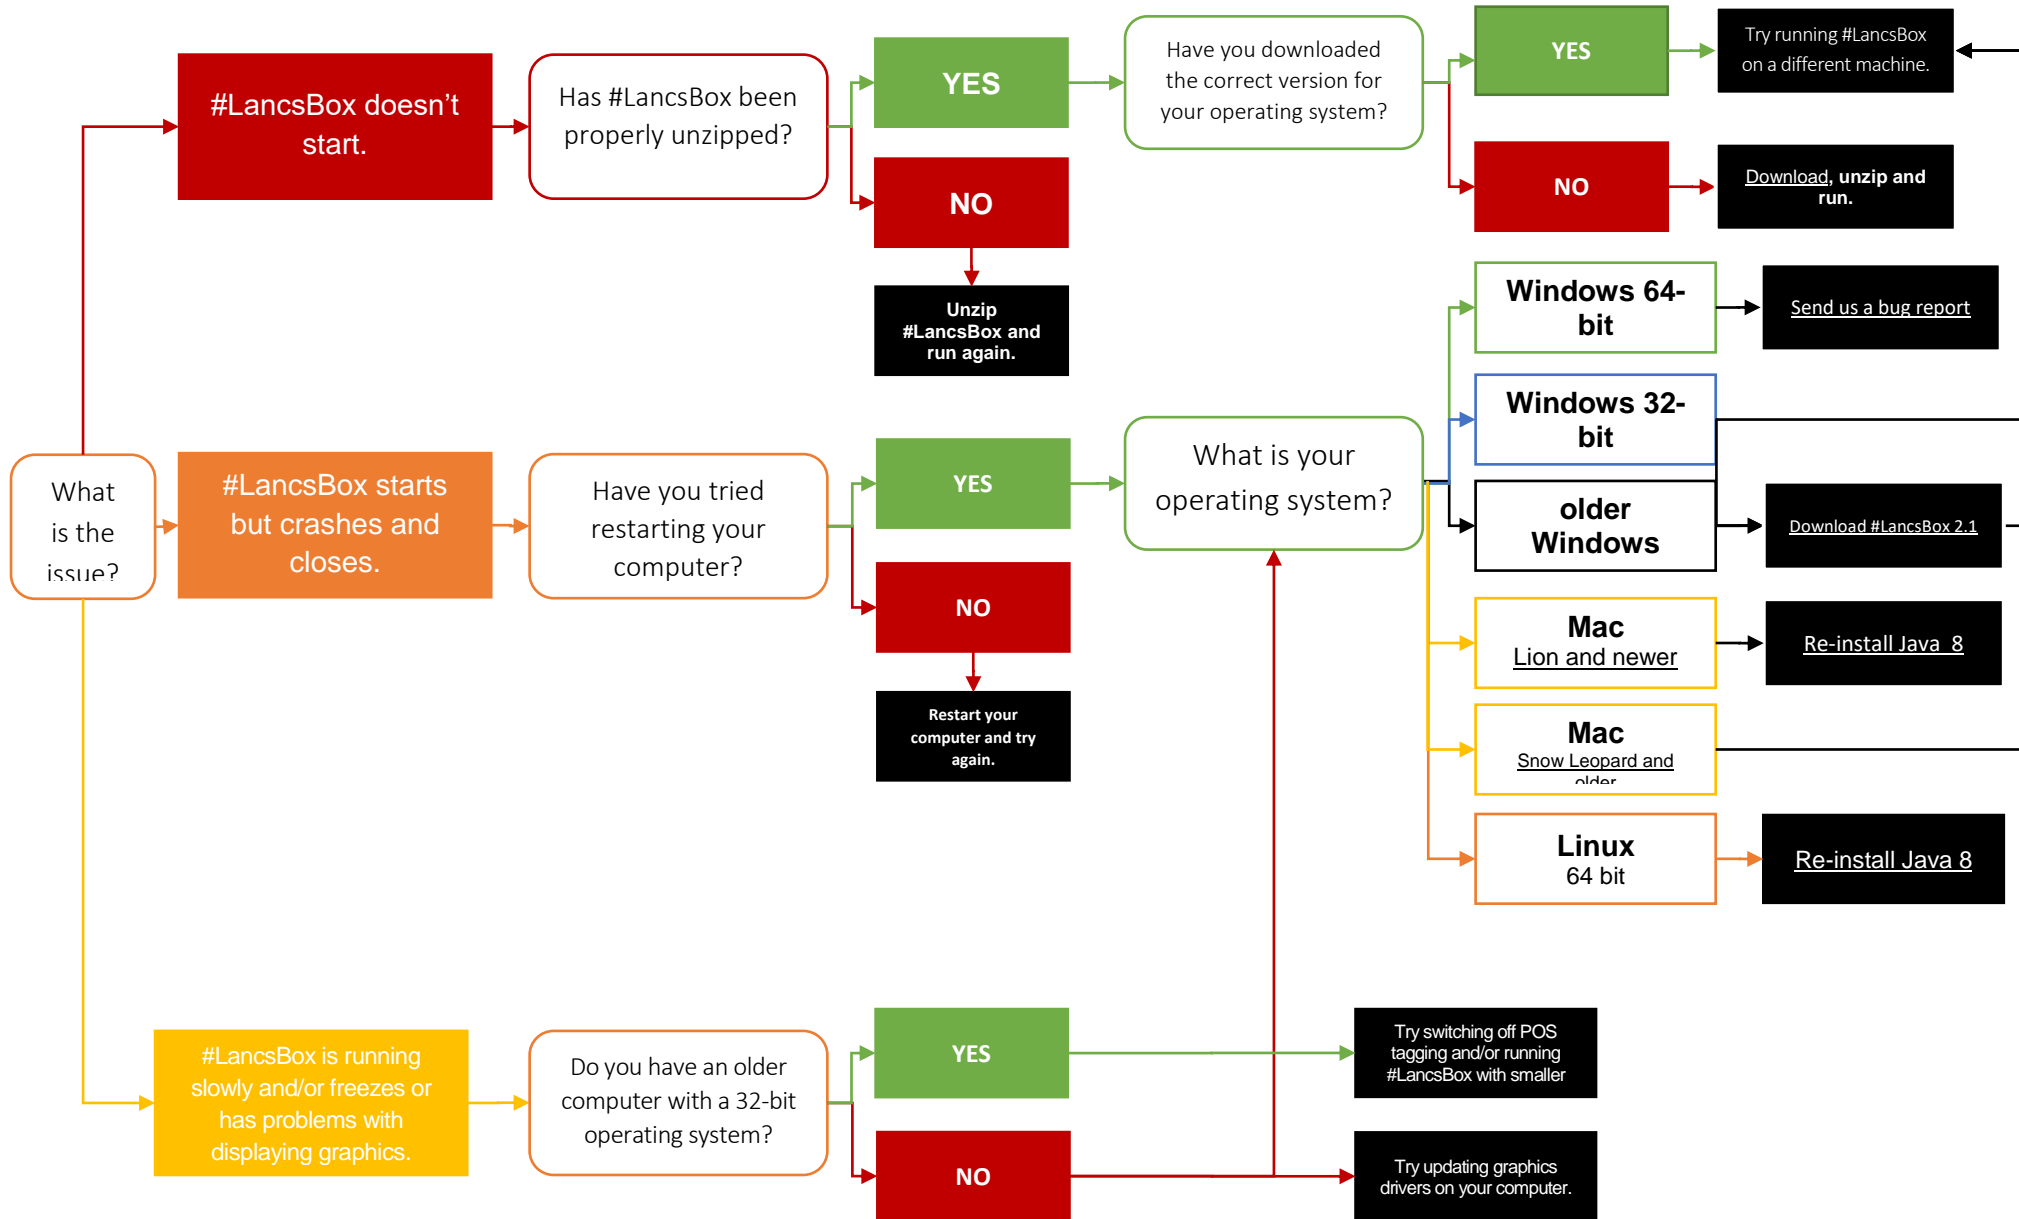 #LancsBox doesn't
start.
Has #LancsBox been
properly unzipped?
YES
NO
Unzip
#LancsBox and
run again.
Have you downloaded
the correct version for
your operating system?
YES
Try running #LancsBox
on a different machine.
NO
Download, unzip and
run.
What
is the
issue?
#LancsBox starts
but crashes and
closes.
Have you tried
restarting your
computer?
YES
NO
Restart your
computer and try
again.
What is your
operating system?
Windows 64-
bit
Send us a bug report
Windows 32-
bit
older
Windows
Download #LancsBox 2.1
Mac
Lion and newer
Re-install Java  8
Mac
Snow Leopard and
older
Linux
64 bit
Re-install Java 8
#LancsBox is running
slowly and/or freezes or
has problems with
displaying graphics.
Do you have an older
computer with a 32-bit
operating system?
YES
Try switching off POS
tagging and/or running
#LancsBox with smaller
NO
Try updating graphics
drivers on your computer.